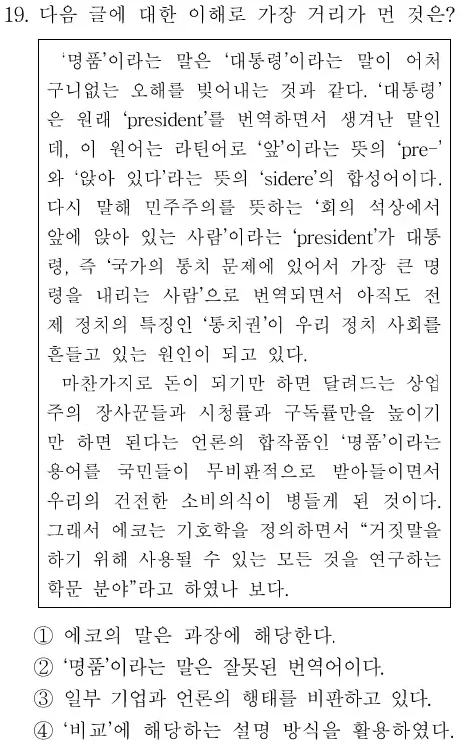 19. 다음 글에 대한 이해로 가장 거리가 먼 것은?
'명품'이라는 말은 '대통령'이라는 말이 어처
구니없는 오해를 빚어내는 것과 같다. '대통령'
은 원래 'president'를 번역하면서 생겨난 말인
데, 이 원어는 라틴어로 '앞'이라는 뜻의 'pre-'
와 '앉아 있다'라는 뜻의 'sidere'의 합성어이다.
다시 말해 민주주의를 뜻하는 '회의 석상에서
앞에 앉아 있는 사람'이라는 'president'가 대통
령, 즉 '국가의 통치 문제에 있어서 가장 큰 명
령을 내리는 사람'으로 번역되면서 아직도 전
제 정치의 특징인 '통치권'이 우리 정치 사회를
흔들고 있는 원인이 되고 있다.
마찬가지로 돈이 되기만 하면 달려드는 상업
주의 장사꾼들과 시청률과 구독률만을 높이기
만 하면 된다는 언론의 합작품인 '명품'이라는
용어를 국민들이 무비판적으로 받아들이면서
우리의 건전한 소비의식이 병들게 된 것이다.
그래서 에코는 기호학을 정의하면서 “거짓말을
하기 위해 사용될 수 있는 모든 것을 연구하는
학문 분야”라고 하였나 보다.
① 에코의 말은 과장에 해당한다.
② '명품'이라는 말은 잘못된 번역어이다.
③ 일부 기업과 언론의 행태를 비판하고 있다.
④ '비교'에 해당하는 설명 방식을 활용하였다.